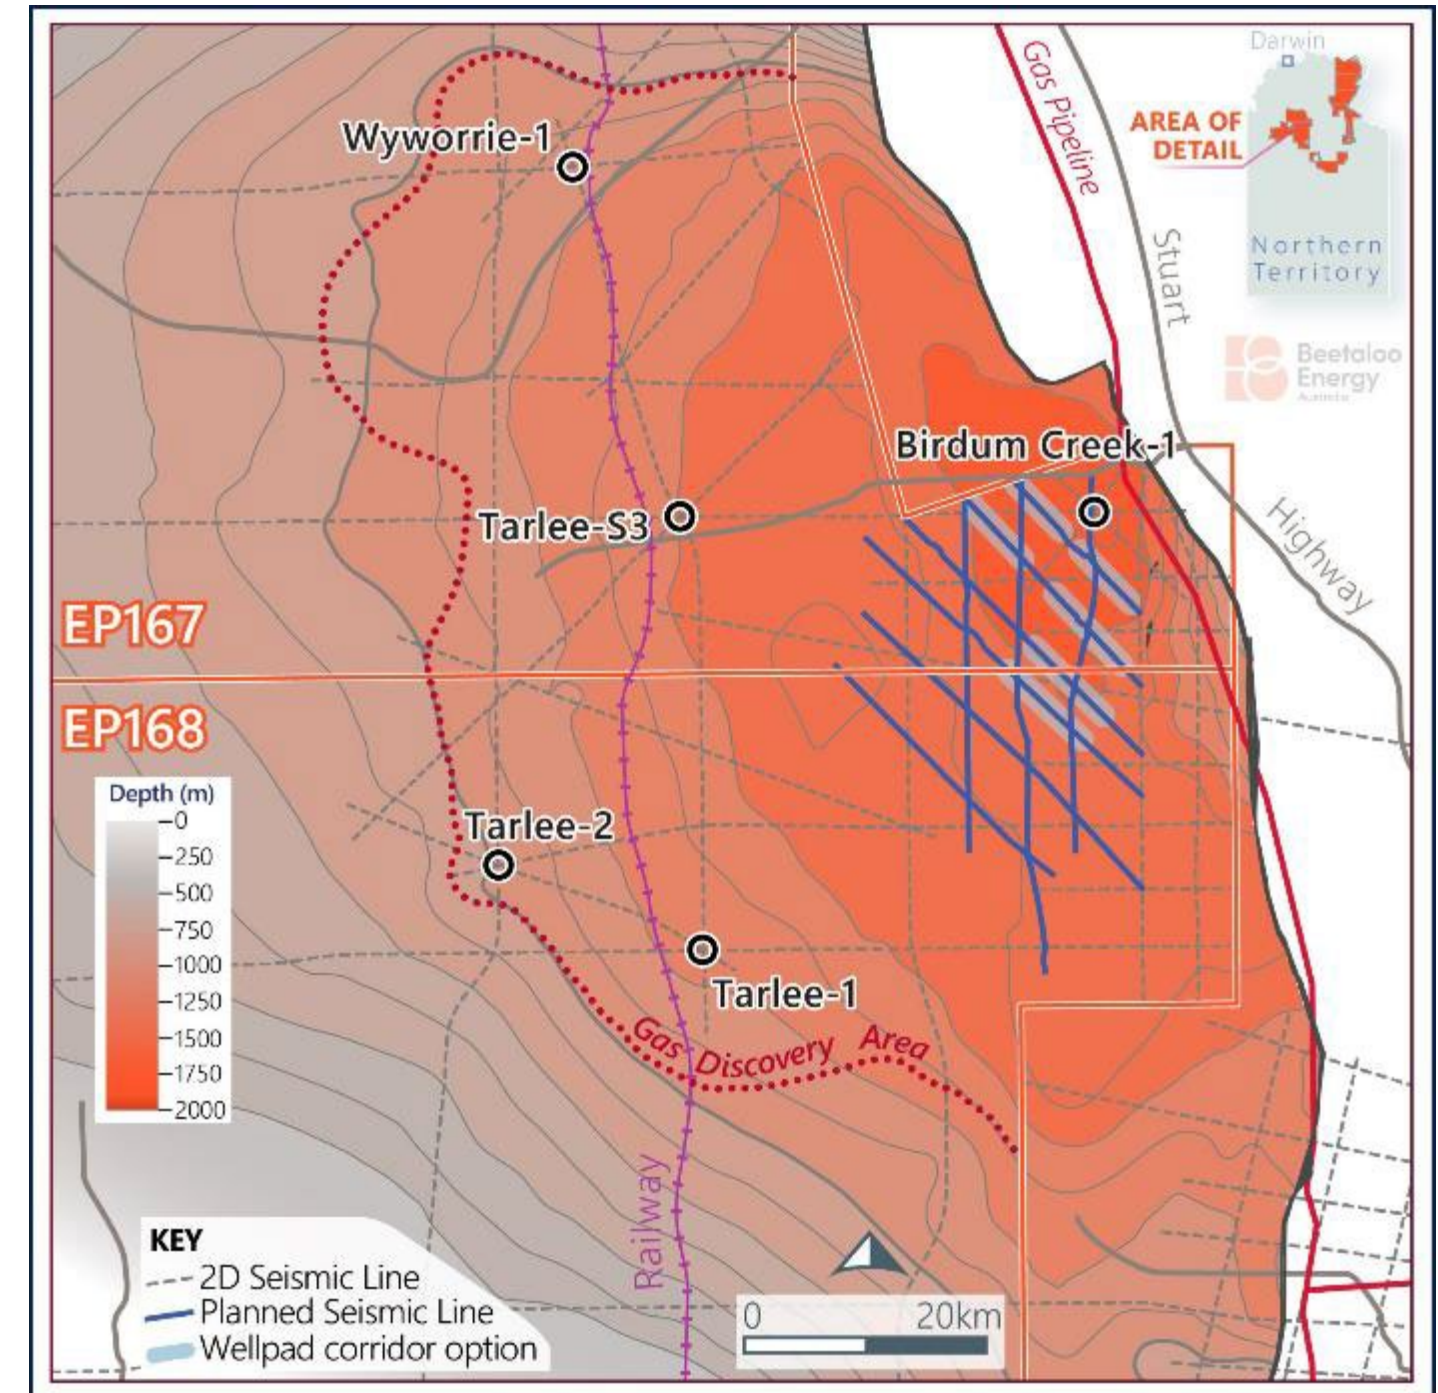 Darwin
Gas Pipeline
AREA OF
DETAIL
Wyworrie-1
Northern
Territory
Stuart
Beetaloo
Energy
Australia
Birdum Creek-1
Tarlee-S3
Highway
EP167
EP168
Depth (m)
0
250
500
750
1000
1250
1500
1750
2000
Tarlee-2
Tarlee-1
Gas Discovery Area
Railway
KEY
2D Seismic Line
Planned Seismic Line
Wellpad corridor option
0 20km